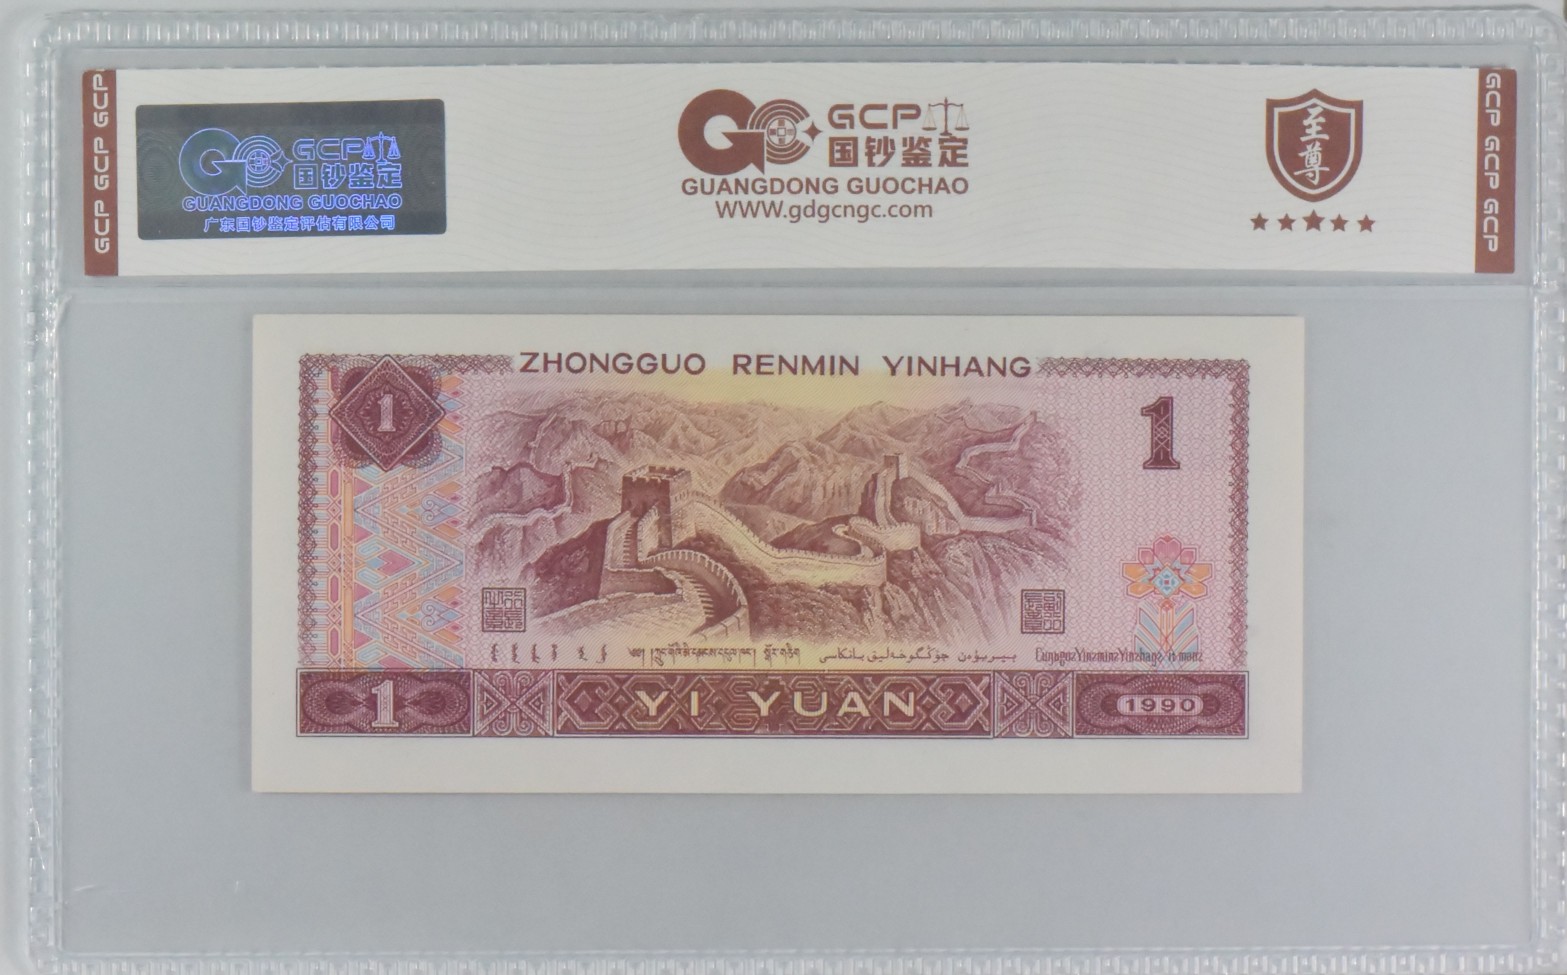 GCP GCP GCP
GCP
国钞鉴定
GUANGDONG GUOCHAO
广东国钞鉴定评估有限公司
GCP
国钞鉴定
GUANGDONG GUOCHAO
WWW.gdgcngc.com
至
尊
GCP GCP GCP
ZHONGGUO RENMIN YINHANG
1
1
1 YI YUAN 1990